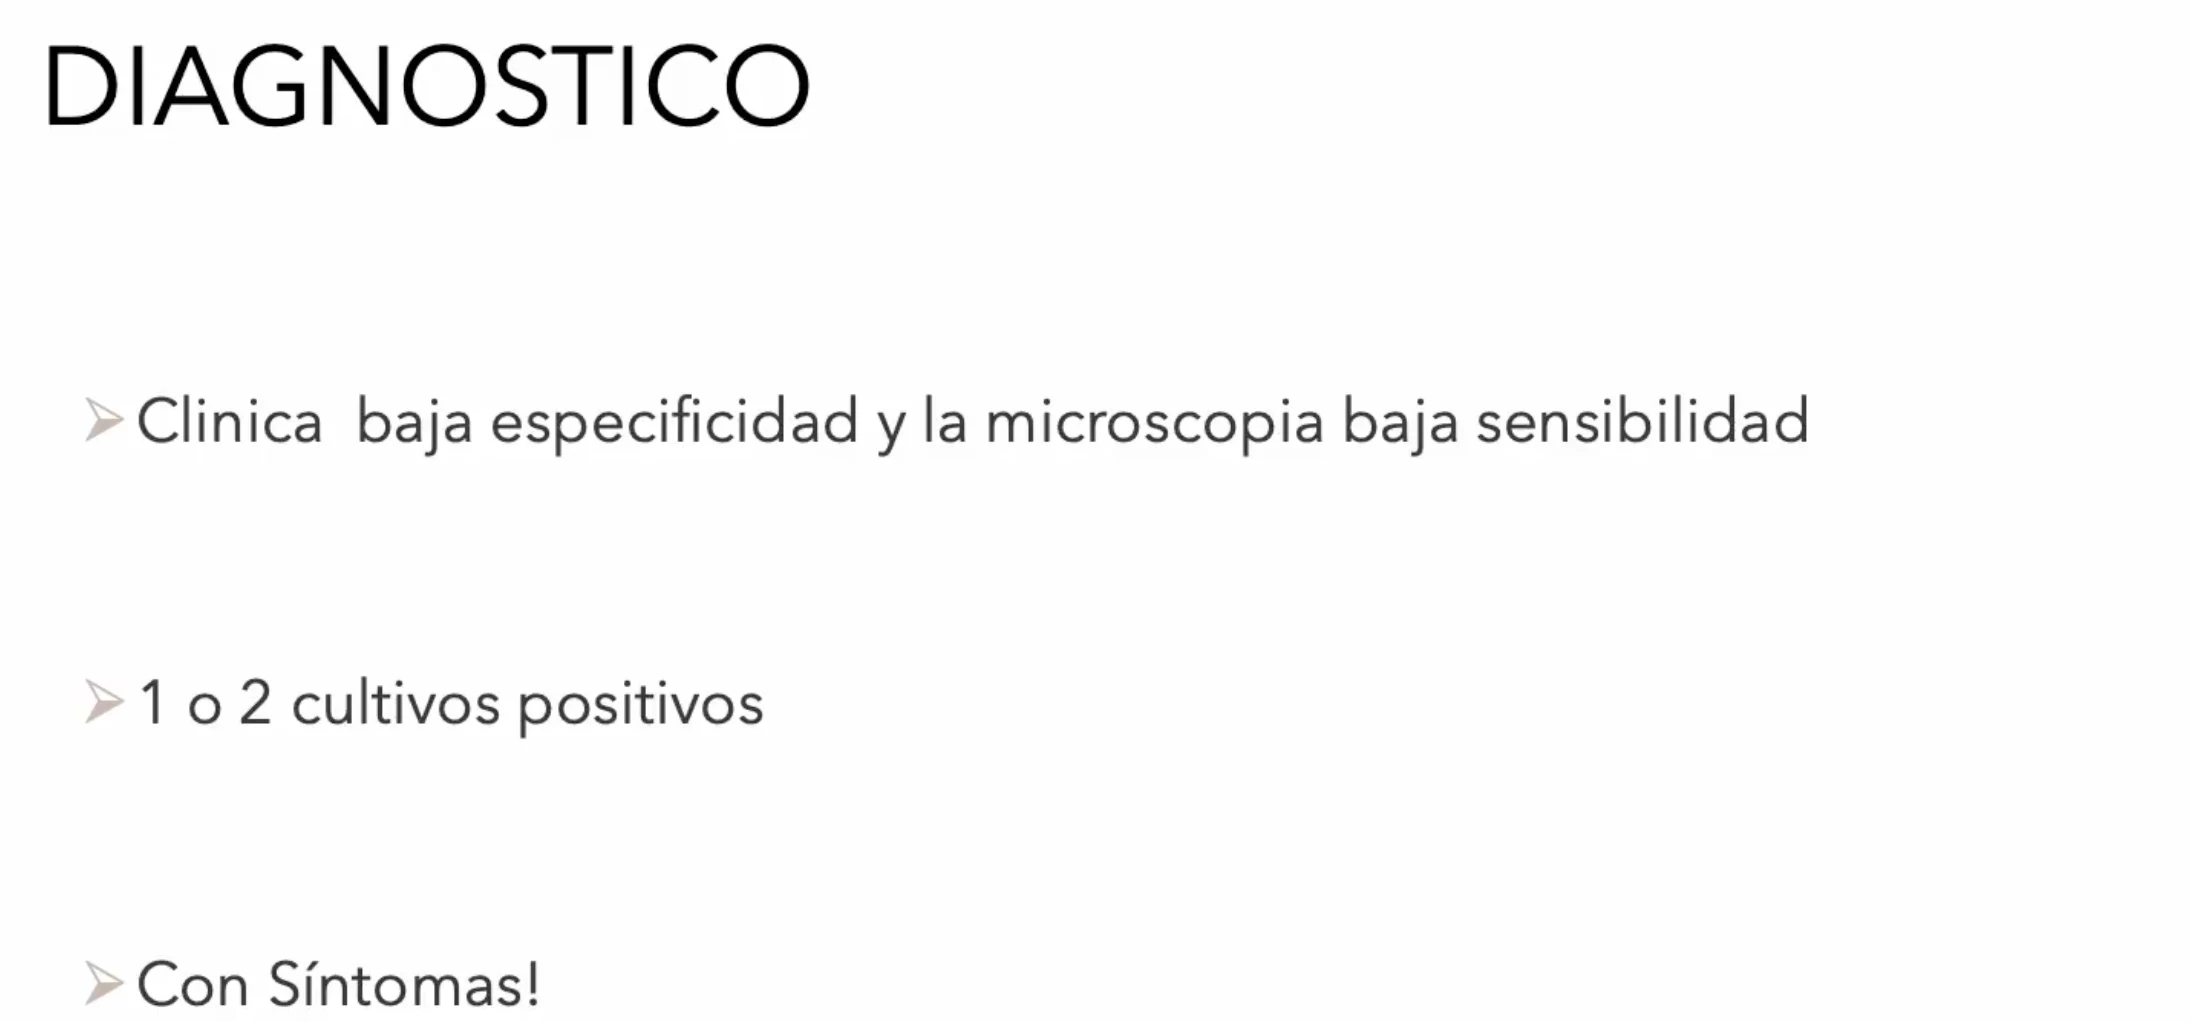 DIAGNOSTICO
➢ Clinica  baja especificidad y la microscopia baja sensibilidad
➢ 1 o 2 cultivos positivos
➢ Con Síntomas!